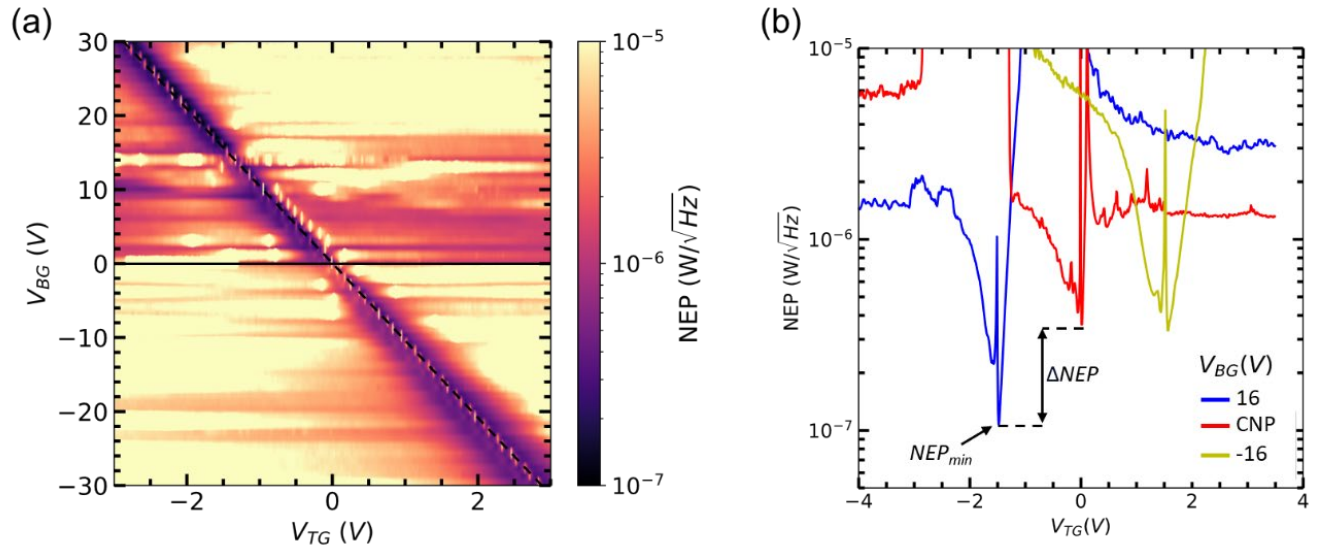 (a)
30
20
10
0
−10
−20
−30
V_BG (V)
−2
0
2
V_TG (V)
10^−5
10^−6
10^−7
NEP (W/√Hz)
(b)
10^−5
10^−6
10^−7
NEP (W/√Hz)
ΔNEP
NEP_min
V_BG(V)
16
CNP
-16
−4
−2
0
2
4
V_TG(V)